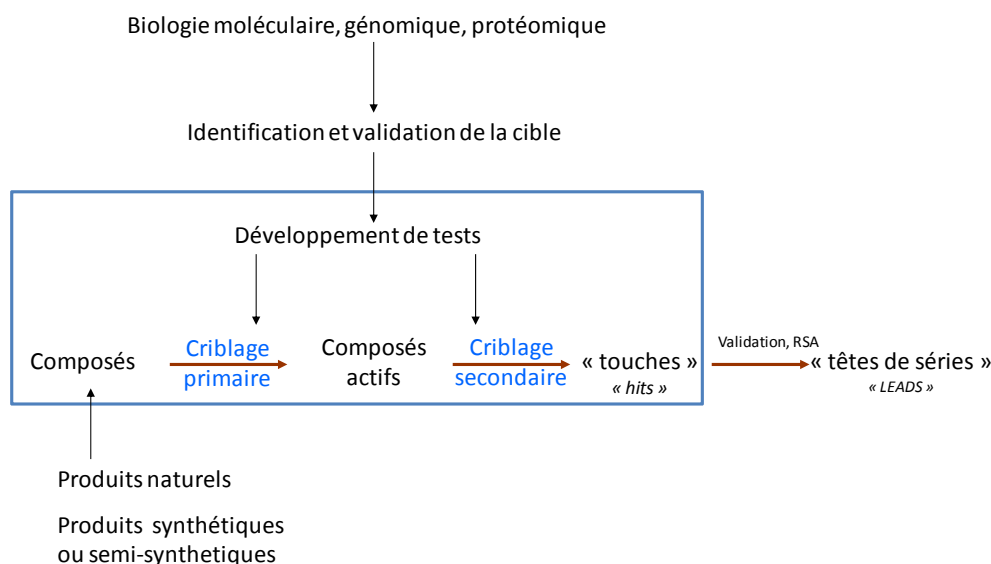 Biologie moléculaire, génomique, protéomique
Identification et validation de la cible
Développement de tests
Composés
Criblage
primaire
Composés
actifs
Criblage
secondaire
« touches »
« hits »
Validation, RSA
« têtes de séries »
« LEADS »
Produits naturels
Produits synthétiques
ou semi-synthetiques